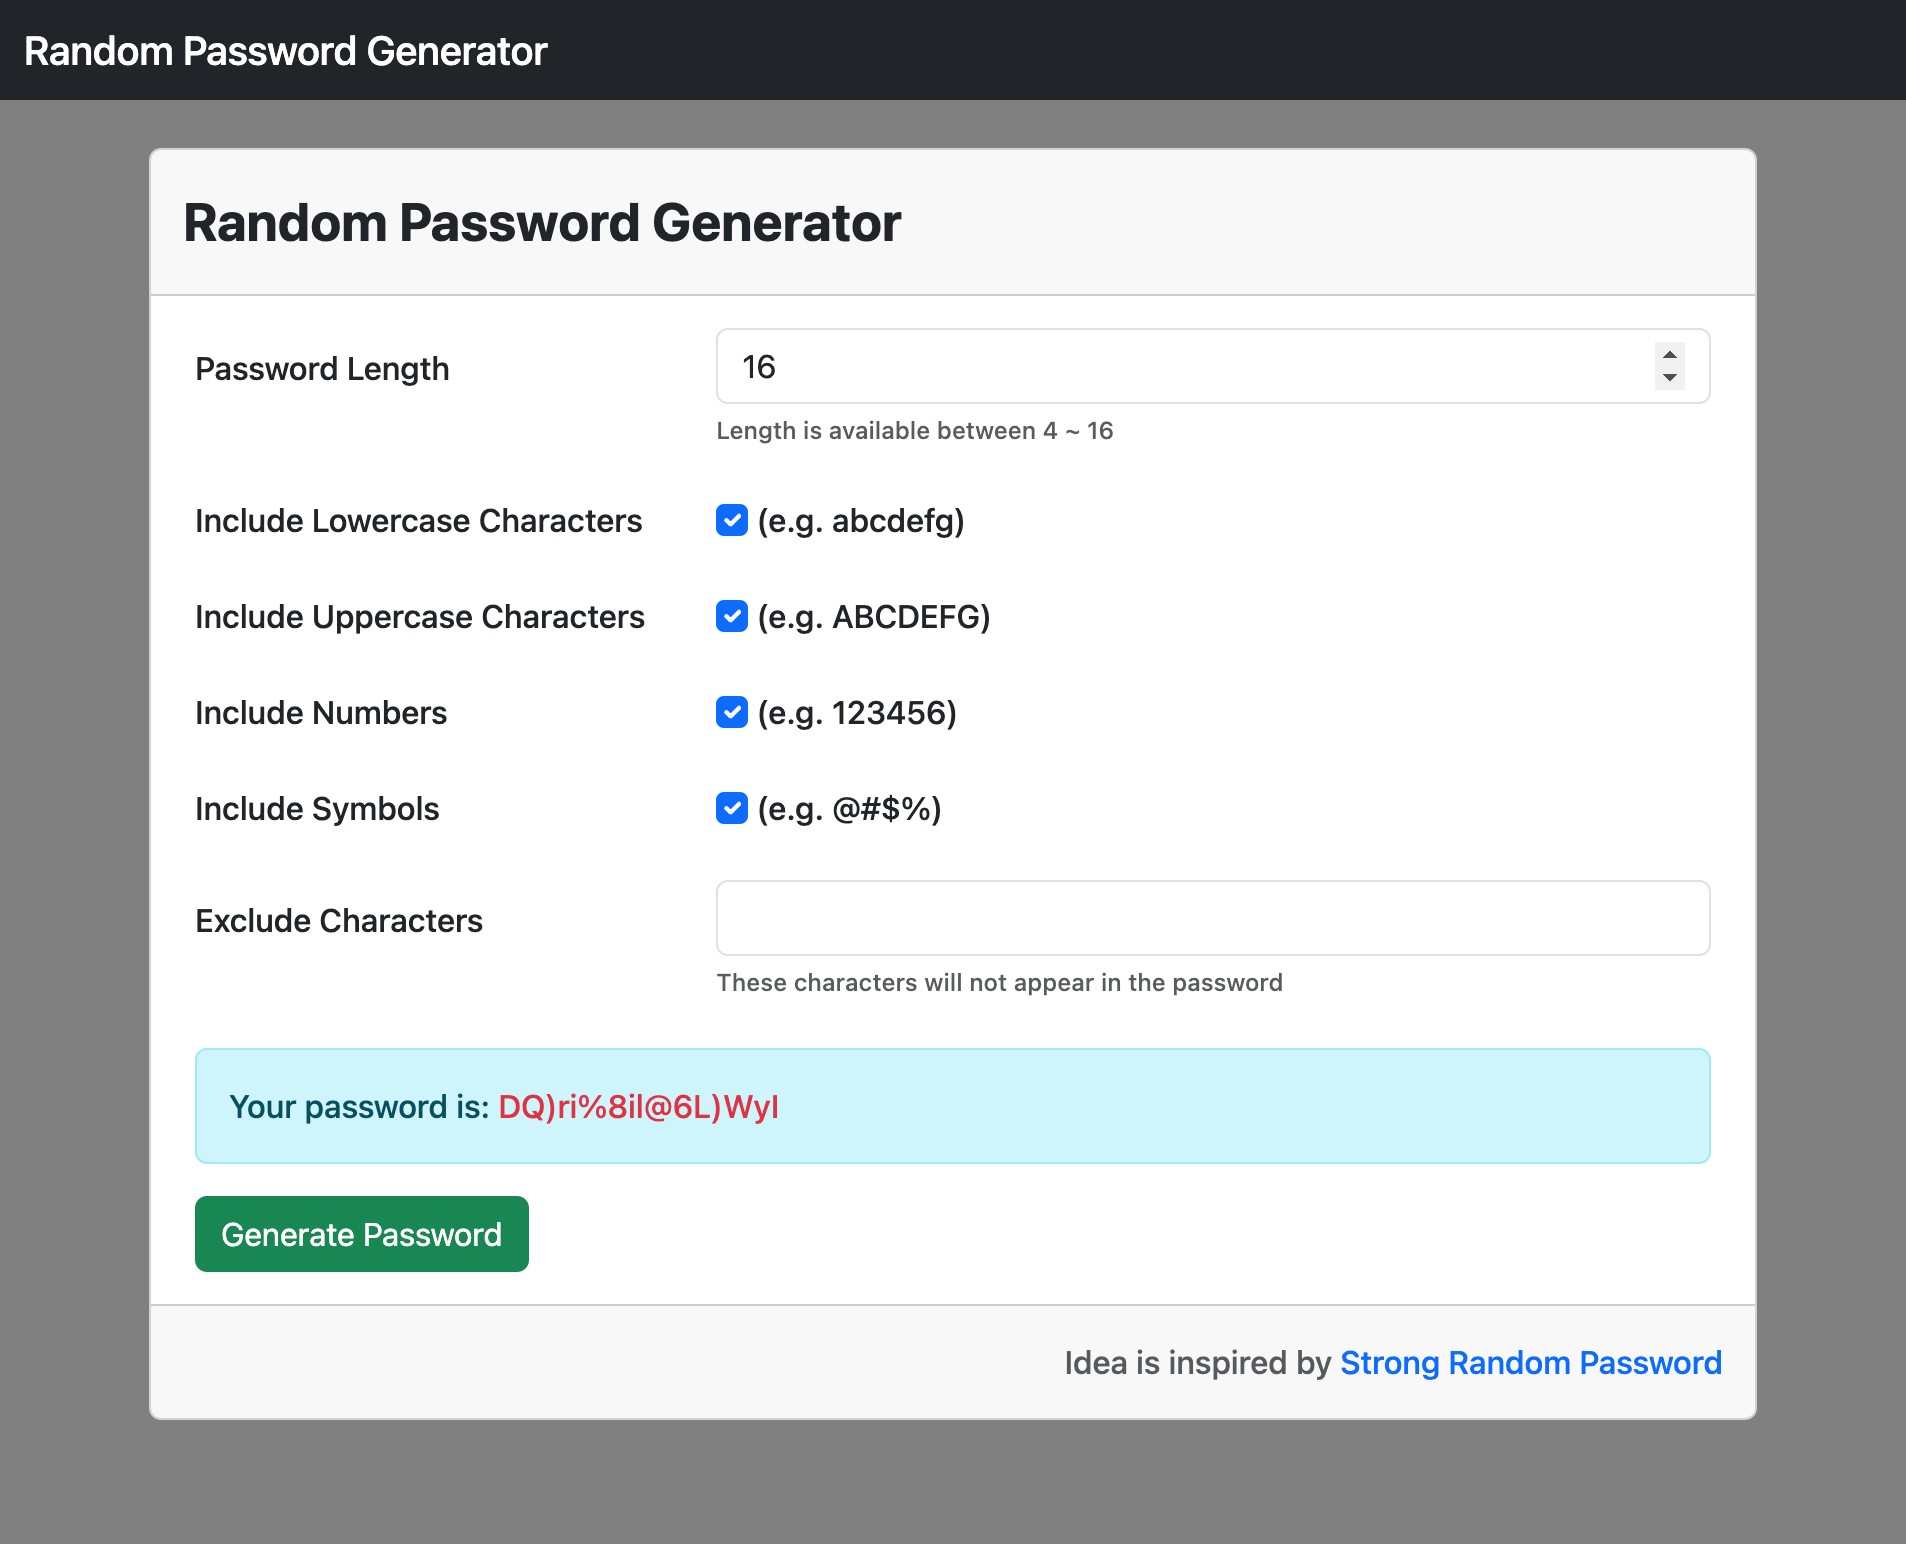 Random Password Generator
Random Password Generator
Password Length
16
Length is available between 4 ~ 16
Include Lowercase Characters (e.g. abcdefg)
Include Uppercase Characters (e.g. ABCDEFG)
Include Numbers (e.g. 123456)
Include Symbols (e.g. @#$%)
Exclude Characters
These characters will not appear in the password
Your password is: DQ)ri%8il@6L)WyI
Generate Password
Idea is inspired by Strong Random Password